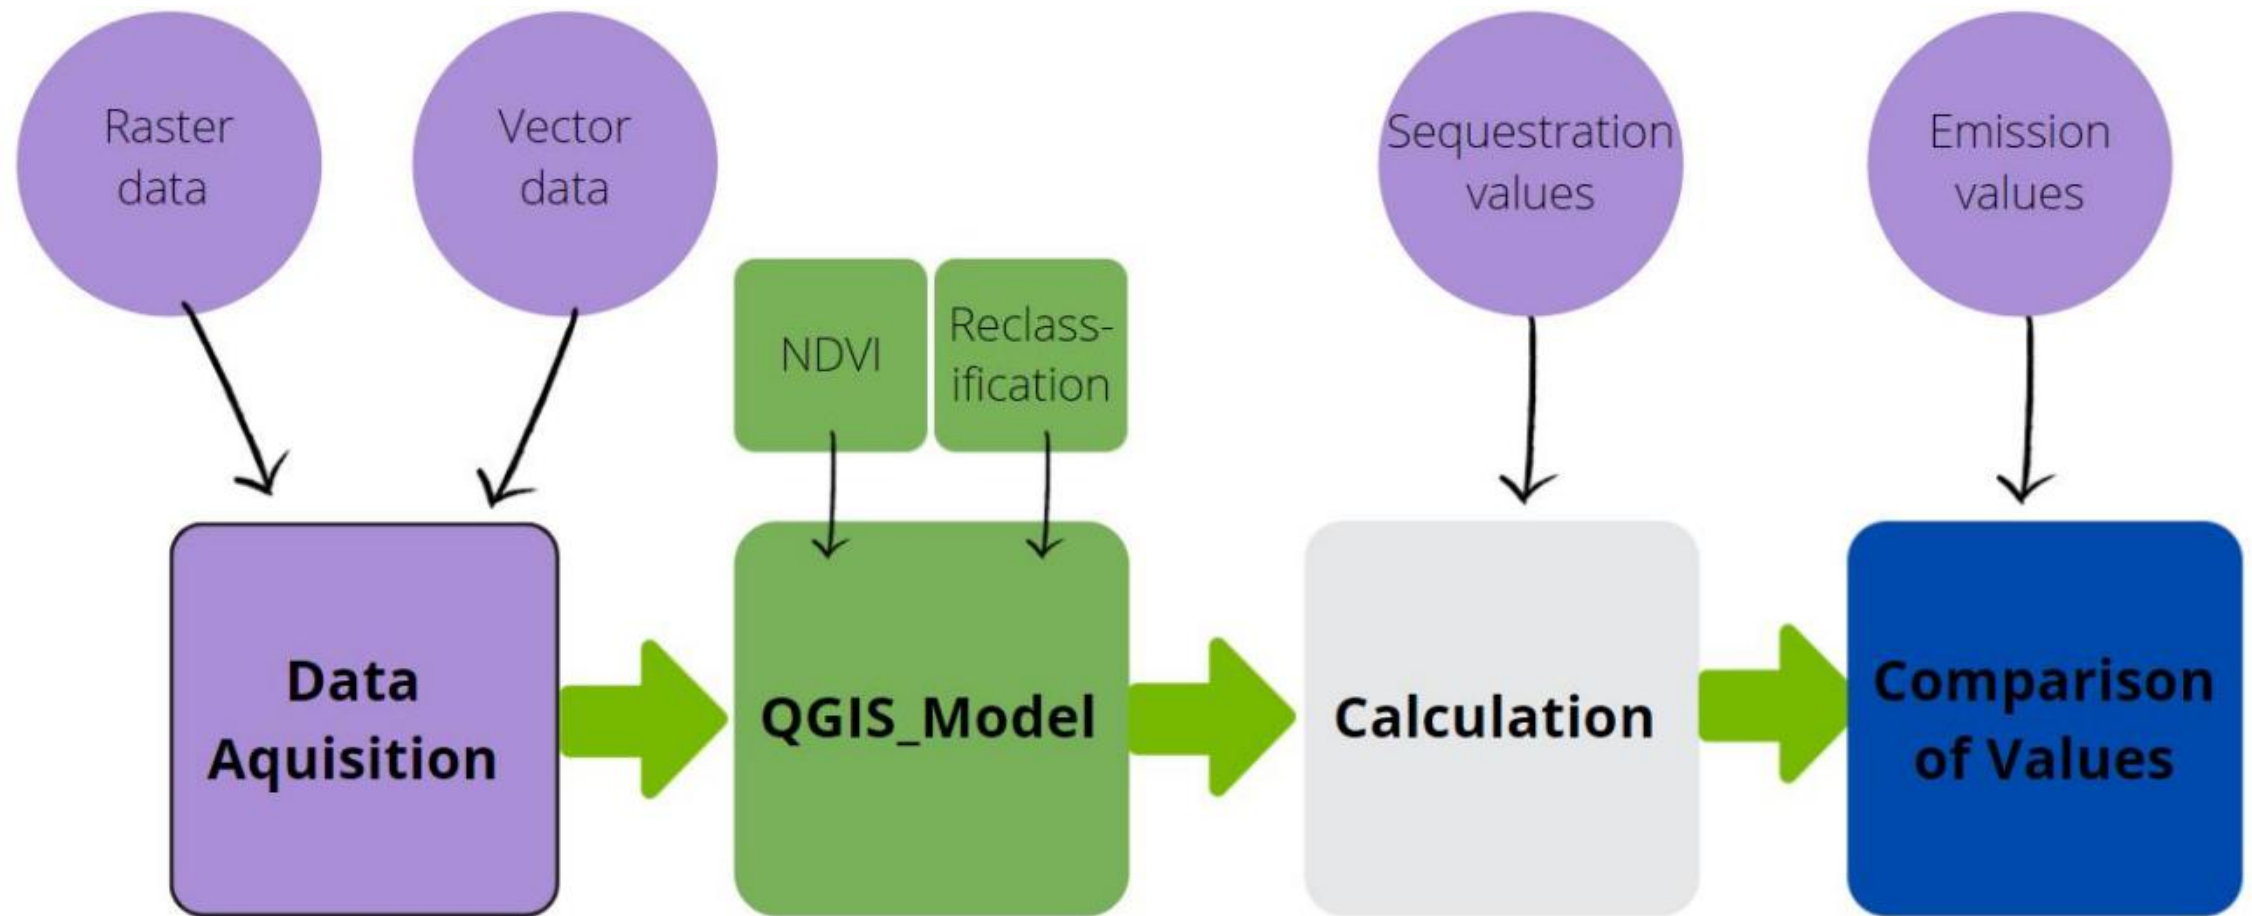 Raster
data
Vector
data
Sequestration
values
Emission
values
NDVI
Reclass-
ification
Data
Aquisition
QGIS_Model
Calculation
Comparison
of Values